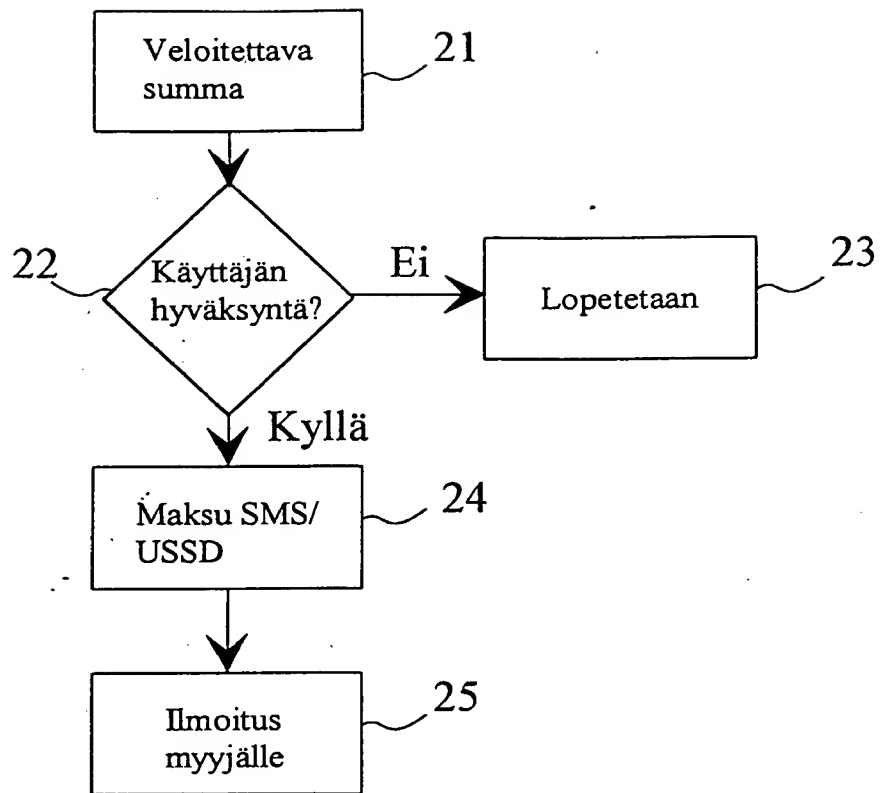 Veloitettava
summa
21
22
Käyttäjän
hyväksyntä?
Ei
Lopetetaan
23
Kyllä
Maksu SMS/
USSD
24
Ilmoitus
myyjälle
25